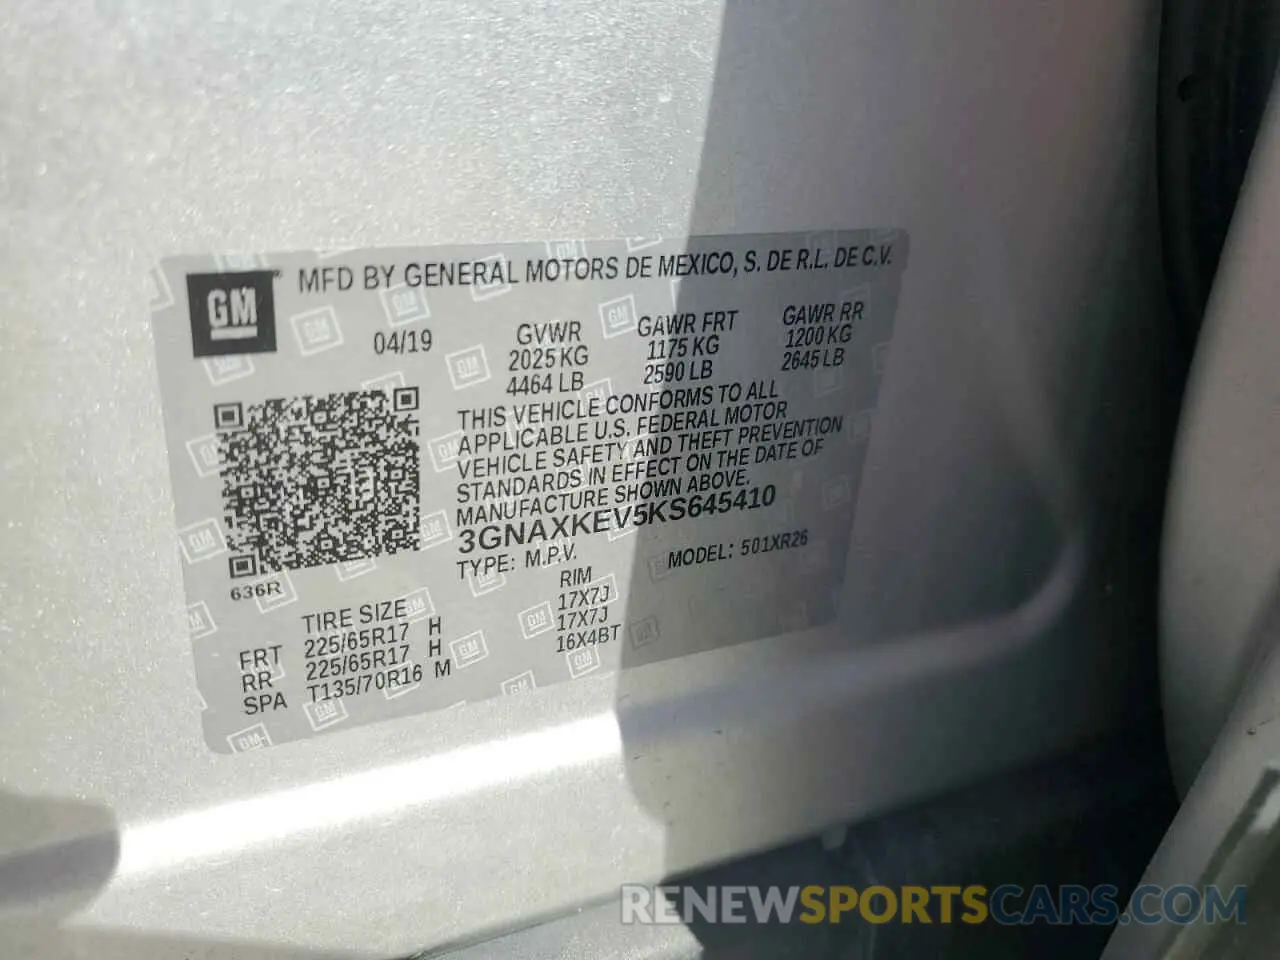 GM
MFD BY GENERAL MOTORS DE MEXICO, S. DE R.L. DE C.V.
04/19 GVWR GAWR FRT GAWR RR
2025 KG 1175 KG 1200 KG
4464 LB 2590 LB 2645 LB
THIS VEHICLE CONFORMS TO ALL
APPLICABLE U.S. FEDERAL MOTOR
VEHICLE SAFETY AND THEFT PREVENTION
STANDARDS IN EFFECT ON THE DATE OF
MANUFACTURE SHOWN ABOVE.
3GNAXKEV5KS645410
TYPE: M.P.V. MODEL: 501XR26
636R
TIRE SIZE RIM
FRT 225/65R17 H 17X7J
RR 225/65R17 H 17X7J
SPA T135/70R16 M 16X4BT
RENEWSPORTSCARS.COM